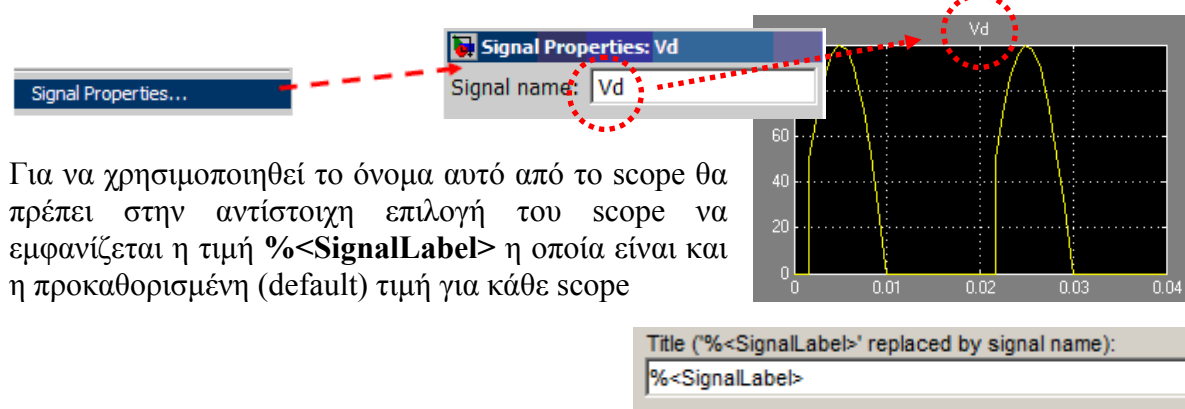 Vd
Signal Properties: Vd
Signal Properties...
Signal name: Vd
60
40
20
0
0 0.01 0.02 0.03 0.04
Για να χρησιμοποιηθεί το όνομα αυτό από το scope θα
πρέπει στην αντίστοιχη επιλογή του scope να
εμφανίζεται η τιμή %<SignalLabel> η οποία είναι και
η προκαθορισμένη (default) τιμή για κάθε scope
Title ('%<SignalLabel>' replaced by signal name):
%<SignalLabel>